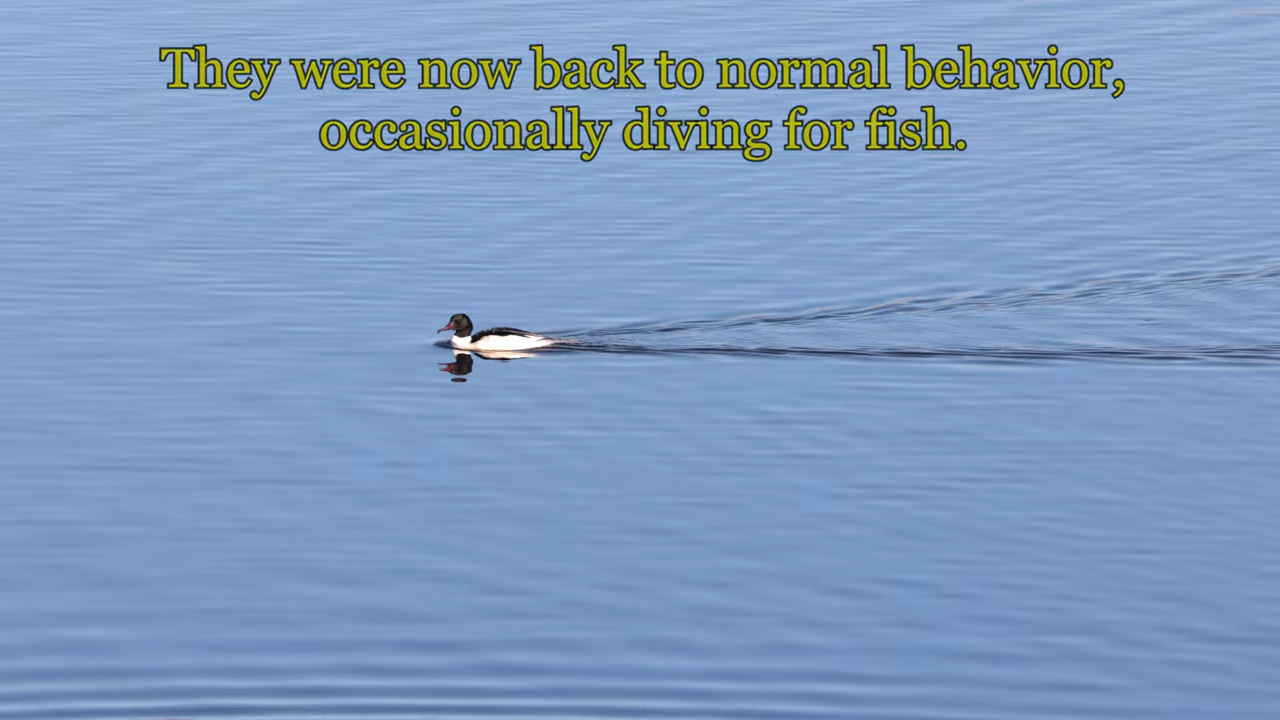 They were now back to normal behavior,
occasionally diving for fish.